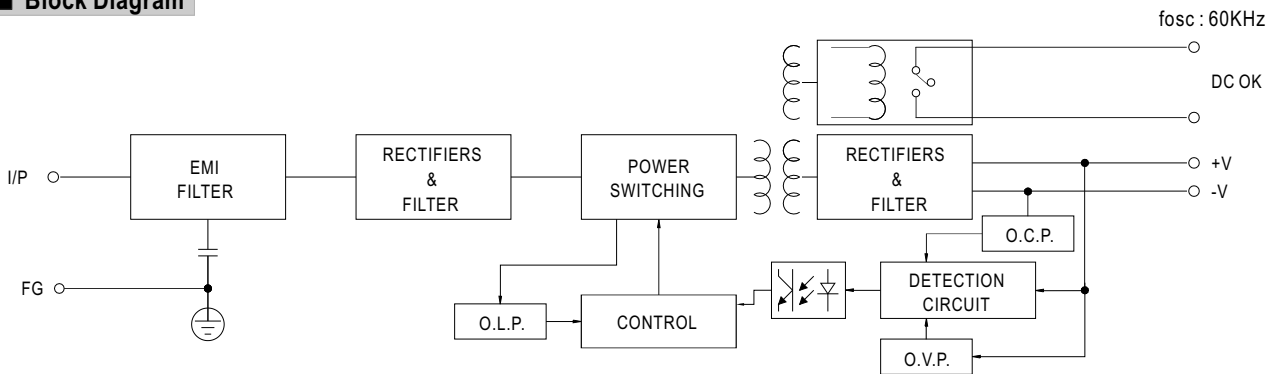 ■ Block Diagram
fosc : 60KHz
DC OK
I/P
EMI
FILTER
RECTIFIERS
&
FILTER
POWER
SWITCHING
RECTIFIERS
&
FILTER
+V
-V
O.C.P.
FG
O.L.P.
CONTROL
DETECTION
CIRCUIT
O.V.P.